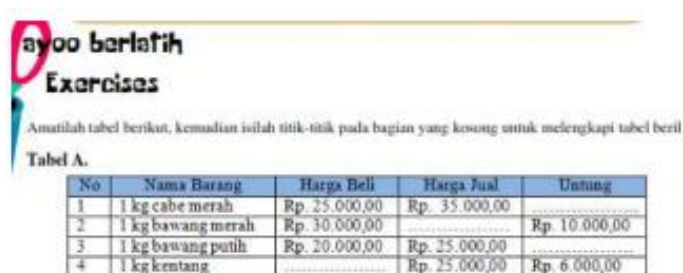 ayoo berlatih
Exercises
Amatilah tabel berikut, kemudian isilah titik-titik pada bagian yang kosong untuk melengkapi tabel beri
Tabel A.
No Nama Barang Harga Beli Harga Jual Untung
1 1 kg cabe merah Rp. 25.000,00 Rp. 35.000,00 ....................
2 1 kg bawang merah Rp. 30.000,00 .................... Rp. 10.000,00
3 1 kg bawang putih Rp. 20.000,00 Rp. 25.000,00 ....................
4 1 kg kentang .................... Rp. 25.000,00 Rp. 6.000,00